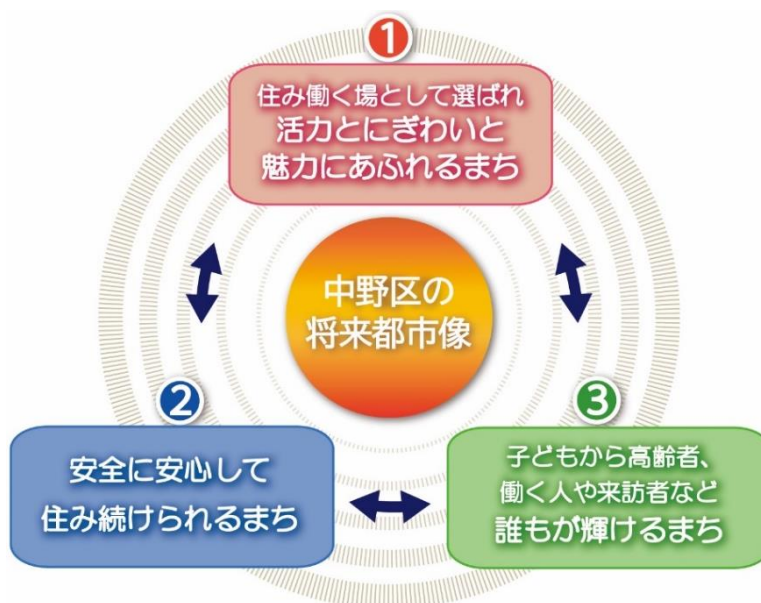 1
住み働く場として選ばれ
活力とにぎわいと
魅力にあふれるまち
中野区の
将来都市像
2
安全に安心して
住み続けられるまち
3
子どもから高齢者、
働く人や来訪者など
誰もが輝けるまち